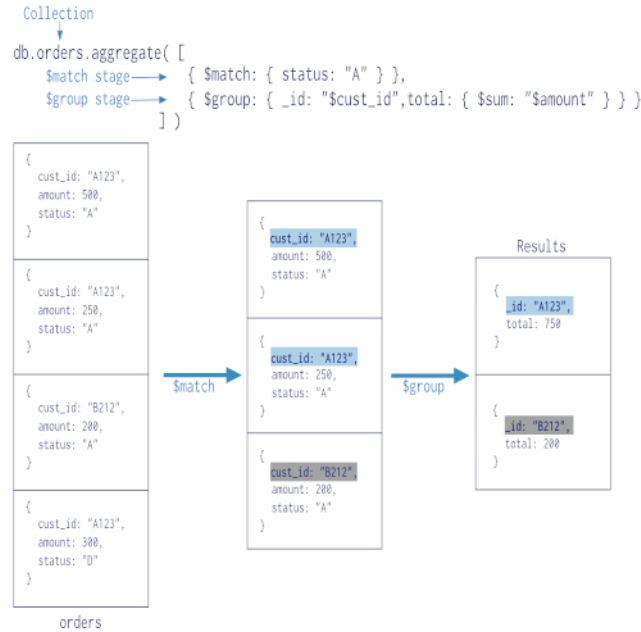 Collection
db.orders.aggregate( [
$match stage { $match: { status: "A" } },
$group stage { $group: { _id: "$cust_id",total: { $sum: "$amount" } } }
] )
{
cust_id: "A123",
amount: 500,
status: "A"
}
{
cust_id: "A123",
amount: 250,
status: "A"
}
{
cust_id: "B212",
amount: 200,
status: "A"
}
{
cust_id: "A123",
amount: 300,
status: "D"
}
orders
$match
{
cust_id: "A123",
amount: 500,
status: "A"
}
{
cust_id: "A123",
amount: 250,
status: "A"
}
{
cust_id: "B212",
amount: 200,
status: "A"
}
$group
Results
{
_id: "A123",
total: 750
}
{
_id: "B212",
total: 200
}